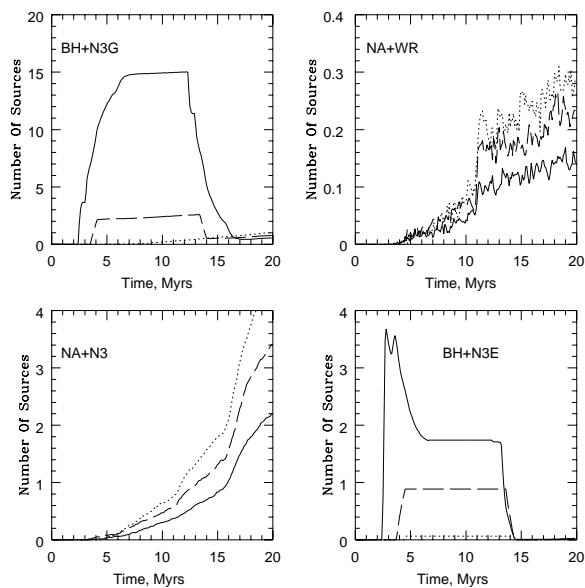 20
15
10
5
0
Number Of Sources
BH+N3G
0 5 10 15 20
Time, Myrs
0.4
0.3
0.2
0.1
0
Number Of Sources
NA+WR
0 5 10 15 20
Time, Myrs
4
3
2
1
0
Number Of Sources
NA+N3
0 5 10 15 20
Time, Myrs
4
3
2
1
0
Number Of Sources
BH+N3E
0 5 10 15 20
Time, Myrs